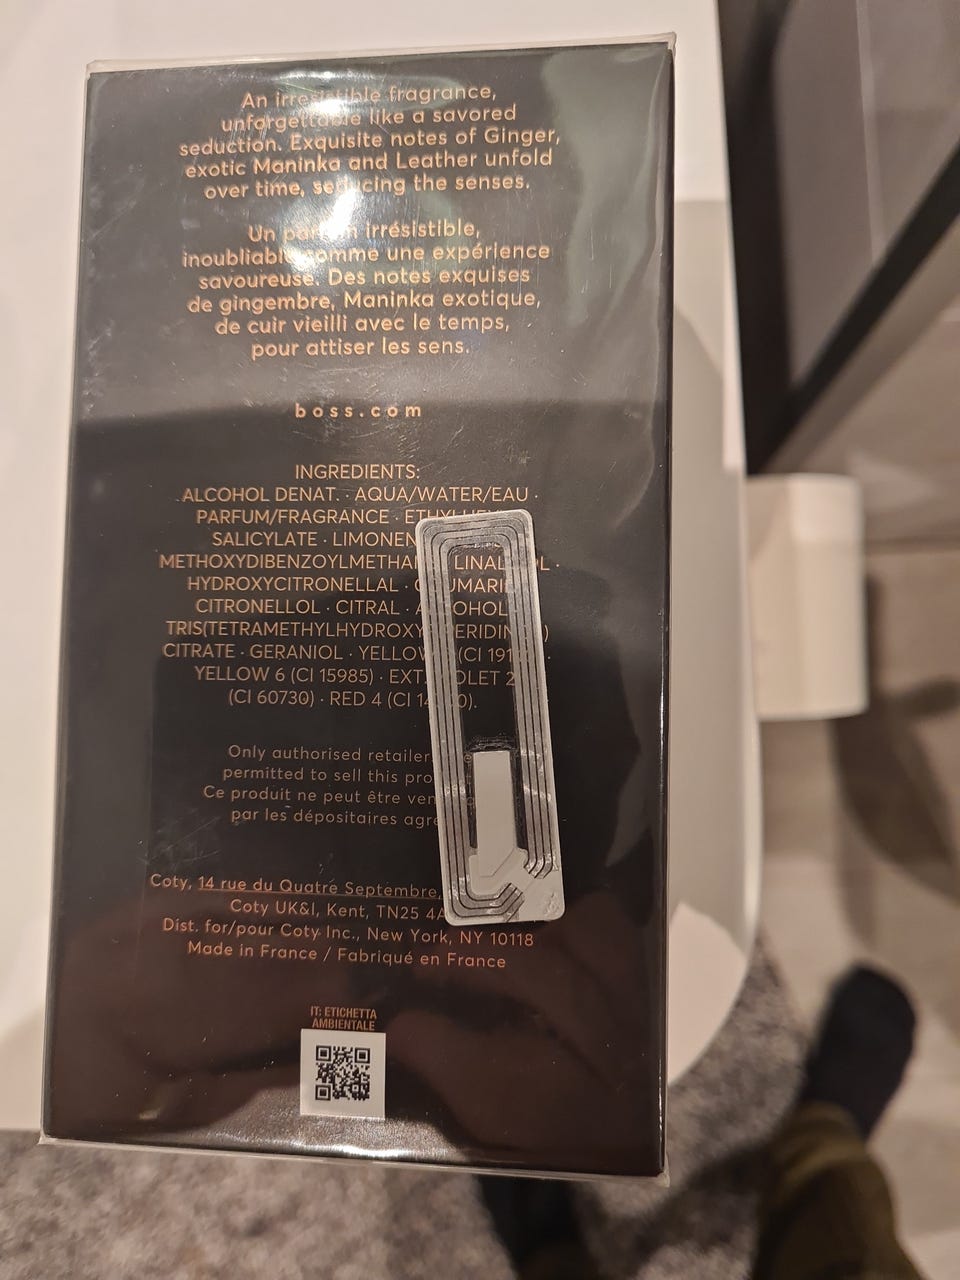 An irresistible fragrance,
unforgettable like a savored
seduction. Exquisite notes of Ginger,
exotic Maninka and Leather unfold
over time, seducing the senses.
Un parfum irrésistible,
inoubliable comme une expérience
savoureuse. Des notes exquises
de gingembre, Maninka exotique,
de cuir vieilli avec le temps,
pour attiser les sens.
boss.com
INGREDIENTS:
ALCOHOL DENAT. · AQUA/WATER/EAU ·
PARFUM/FRAGRANCE ·
SALICYLATE ·
HYDROXYCITRONELLAL ·
CITRONELLOL · CITRAL · ALCOHOL
CITRATE · GERANIOL · YELLOW (CI
YELLOW 6 (CI 15985) · EXT. VIOLET 2
(CI 60730) · RED 4 (CI
Only authorised
permitted to sell this
Ce produit ne peut être
par les dépositaires
Coty, 14 rue du Quatre Septembre,
Coty UK&I, Kent, TN25
Dist. for/pour Coty Inc., New York, NY 10118
Made in France / Fabriqué en France
IT: ETICHETTA
AMBIENTALE